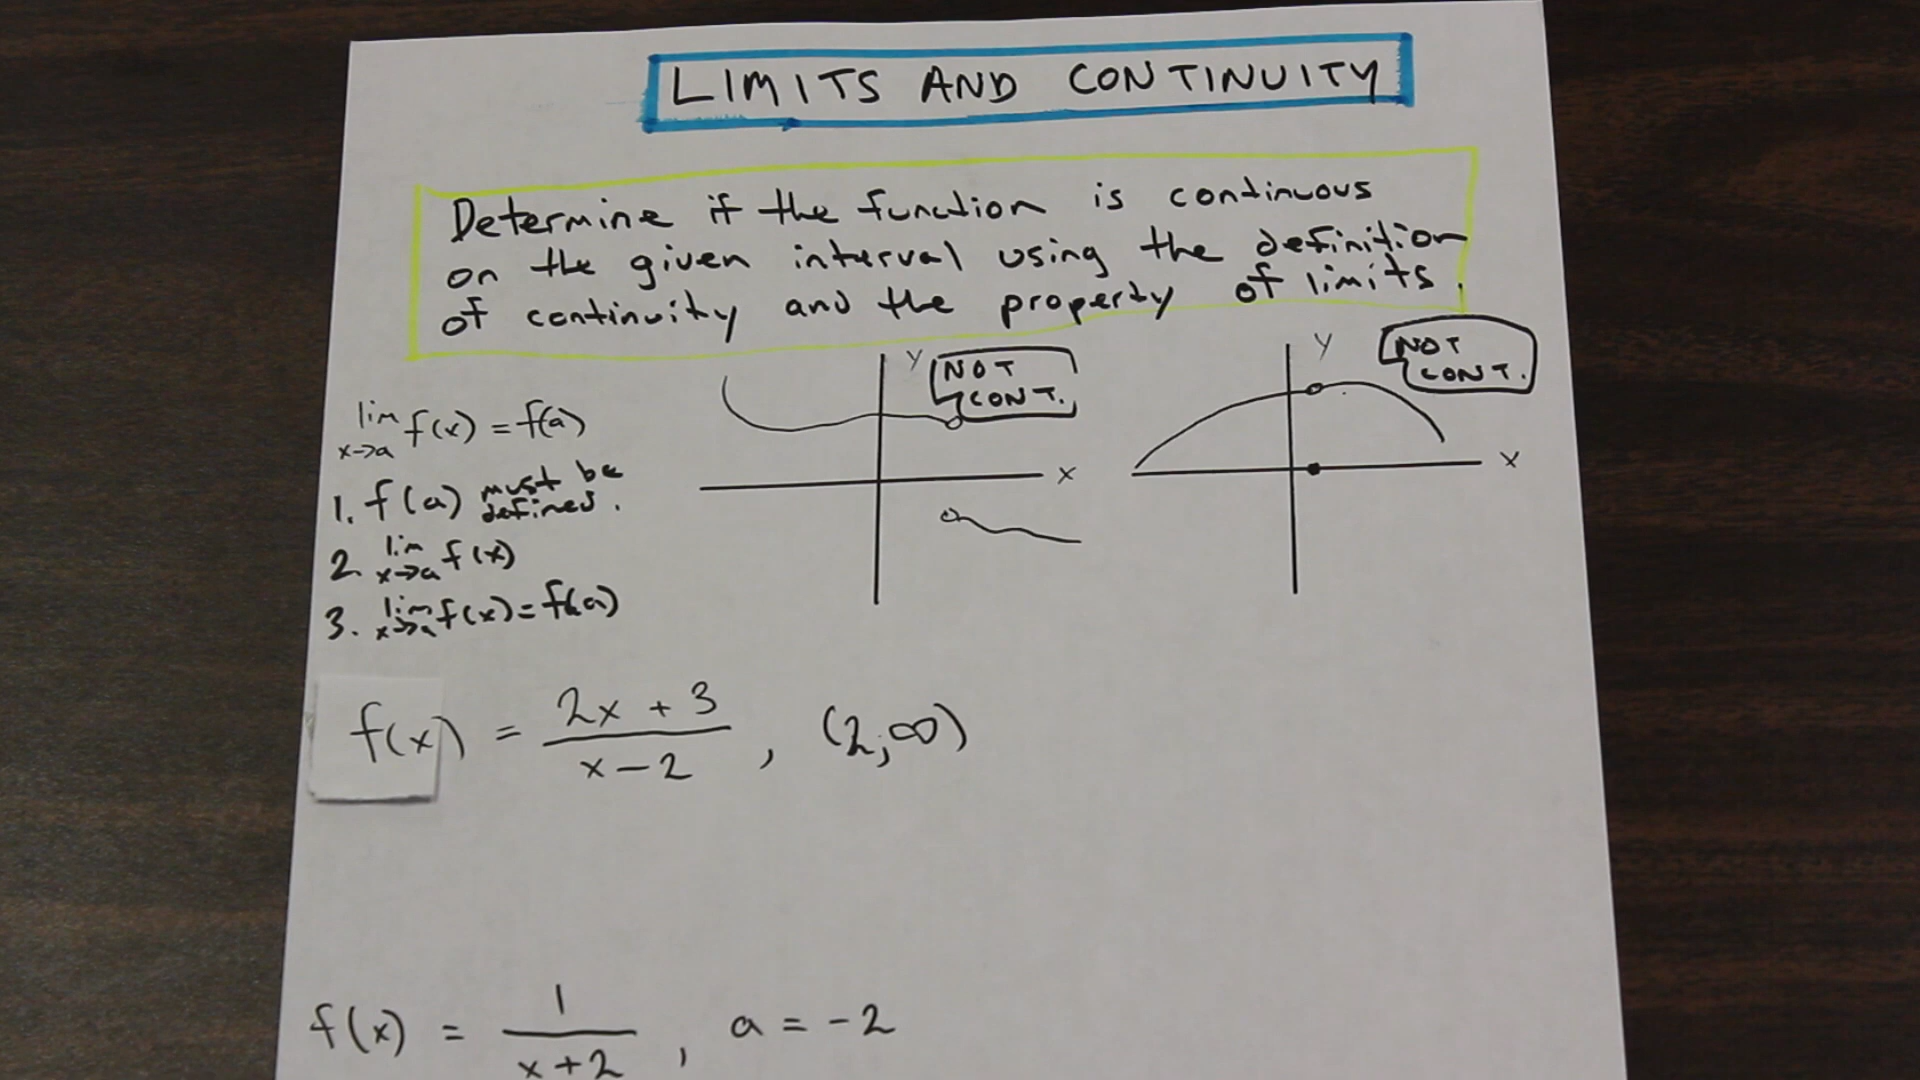 LIMITS AND CONTINUITY
Determine if the function is continuous
on the given interval using the definition
of continuity and the property of limits.
lim x→a f(x) = f(a)
1. f(a) must be defined.
2. lim x→a f(x)
3. lim x→a f(x) = f(a)
y
NOT
CONT.
x
y
NOT
CONT.
x
f(x) = 2x + 3 / x - 2 , (2,∞)
f(x) = 1 / x + 2 , a = -2